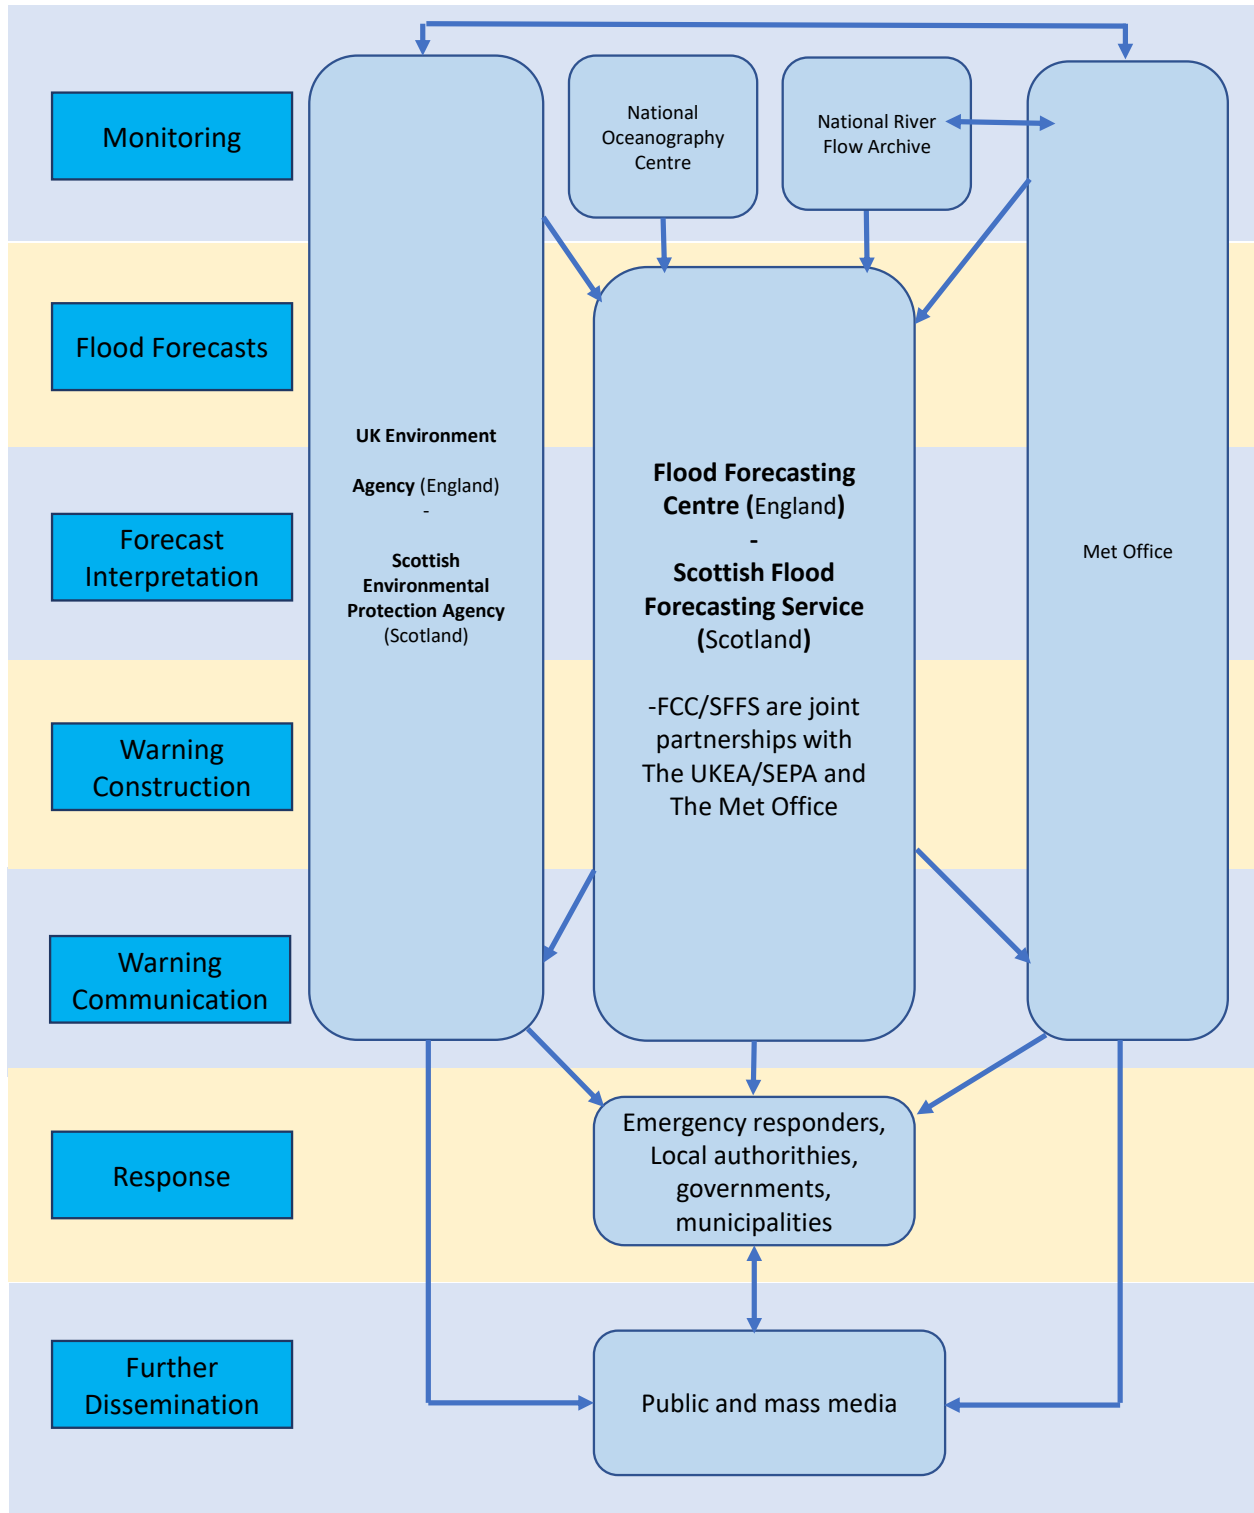 Monitoring
National
Oceanography
Centre
National River
Flow Archive
Flood Forecasts
UK Environment
Agency (England)
-
Scottish
Environmental
Protection Agency
(Scotland)
Flood Forecasting
Centre (England)
-
Scottish Flood
Forecasting Service
(Scotland)
-FCC/SFFS are joint
partnerships with
The UKEA/SEPA and
The Met Office
Met Office
Forecast
Interpretation
Warning
Construction
Warning
Communication
Response
Emergency responders,
Local authorithies,
governments,
municipalities
Further
Dissemination
Public and mass media